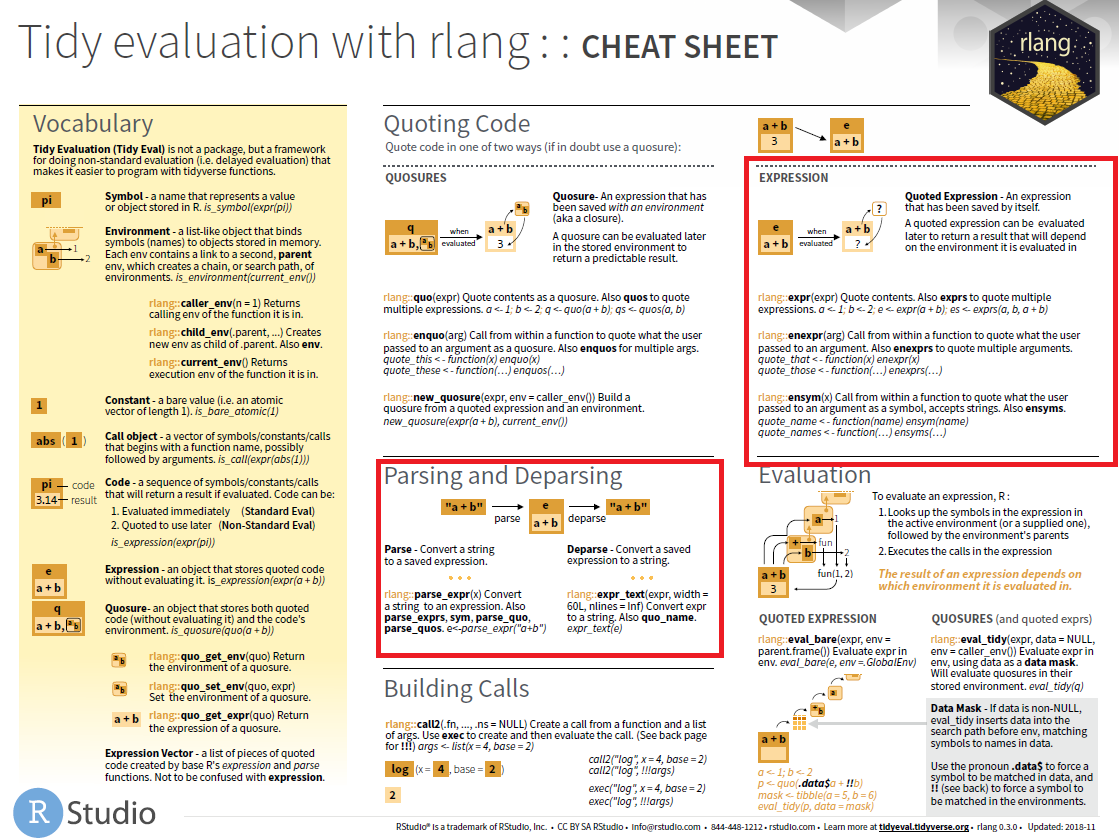 Tidy evaluation with rlang : : CHEAT SHEET
rlang
Vocabulary
Tidy Evaluation (Tidy Eval) is not a package, but a framework
for doing non-standard evaluation (i.e. delayed evaluation) that
makes it easier to program with tidyverse functions.
pi
Symbol - a name that represents a value
or object stored in R. is_symbol(expr(pi))
a 1
b 2
Environment - a list-like object that binds
symbols (names) to objects stored in memory.
Each env contains a link to a second, parent
env, which creates a chain, or search path, of
environments. is_environment(current_env())
rlang::caller_env(n = 1) Returns
calling env of the function it is in.
rlang::child_env(.parent, ...) Creates
new env as child of .parent. Also env.
rlang::current_env() Returns
execution env of the function it is in.
1
Constant - a bare value (i.e. an atomic
vector of length 1). is_bare_atomic(1)
abs ( 1 )
Call object - a vector of symbols/constants/calls
that begins with a function name, possibly
followed by arguments. is_call(expr(abs(1)))
pi code
3.14 result
Code - a sequence of symbols/constants/calls
that will return a result if evaluated. Code can be:
1. Evaluated immediately (Standard Eval)
2. Quoted to use later (Non-Standard Eval)
is_expression(expr(pi))
e
a + b
Expression - an object that stores quoted code
without evaluating it. is_expression(expr(a + b))
q
a + b, a b
Quosure- an object that stores both quoted
code (without evaluating it) and the code's
environment. is_quosure(quo(a + b))
a b
rlang::quo_get_env(quo) Return
the environment of a quosure.
a b
rlang::quo_set_env(quo, expr)
Set the environment of a quosure.
a + b
rlang::quo_get_expr(quo) Return
the expression of a quosure.
Expression Vector - a list of pieces of quoted
code created by base R's expression and parse
functions. Not to be confused with expression.
Quoting Code
Quote code in one of two ways (if in doubt use a quosure):
QUOSURES
q
a + b, a b
when
evaluated
a + b
3
a b
Quosure- An expression that has
been saved with an environment
(aka a closure).
A quosure can be evaluated later
in the stored environment to
return a predictable result.
rlang::quo(expr) Quote contents as a quosure. Also quos to quote
multiple expressions. a <- 1; b <- 2; q <- quo(a + b); qs <- quos(a, b)
rlang::enquo(arg) Call from within a function to quote what the user
passed to an argument as a quosure. Also enquos for multiple args.
quote_this <- function(x) enquo(x)
quote_these <- function(…) enquos(…)
rlang::new_quosure(expr, env = caller_env()) Build a
quosure from a quoted expression and an environment.
new_quosure(expr(a + b), current_env())
a + b
3
e
a + b
EXPRESSION
e
a + b
when
evaluated
a + b
?
?
Quoted Expression - An expression
that has been saved by itself.
A quoted expression can be evaluated
later to return a result that will depend
on the environment it is evaluated in
rlang::expr(expr) Quote contents. Also exprs to quote multiple
expressions. a <- 1; b <- 2; e <- expr(a + b); es <- exprs(a, b, a + b)
rlang::enexpr(arg) Call from within a function to quote what the user
passed to an argument. Also enexprs to quote multiple arguments.
quote_that <- function(x) enexpr(x)
quote_those <- function(…) enexprs(…)
rlang::ensym(x) Call from within a function to quote what the user
passed to an argument as a symbol, accepts strings. Also ensyms.
quote_name <- function(name) ensym(name)
quote_names <- function(…) ensyms(…)
Parsing and Deparsing
"a + b"
parse
e
a + b
deparse
"a + b"
Parse - Convert a string
to a saved expression.
rlang::parse_expr(x) Convert
a string to an expression. Also
parse_exprs, sym, parse_quo,
parse_quos. e<-parse_expr("a+b")
Deparse - Convert a saved
expression to a string.
rlang::expr_text(expr, width =
60L, nlines = Inf) Convert expr
to a string. Also quo_name.
expr_text(e)
Building Calls
rlang::call2(.fn, ..., .ns = NULL) Create a call from a function and a list
of args. Use exec to create and then evaluate the call. (See back page
for !!!) args <- list(x = 4, base = 2)
log (x = 4 , base = 2 )
2
call2("log", x = 4, base = 2)
call2("log", !!!args)
exec("log", x = 4, base = 2)
exec("log", !!!args)
Evaluation
a 1
+ fun
b 2
a + b
3
fun(1, 2)
To evaluate an expression, R :
1. Looks up the symbols in the expression in
the active environment (or a supplied one),
followed by the environment's parents
2. Executes the calls in the expression
The result of an expression depends on
which environment it is evaluated in.
QUOTED EXPRESSION
rlang::eval_bare(expr, env =
parent.frame()) Evaluate expr in
env. eval_bare(e, env =.GlobalEnv)
a
+ b
a + b
a <- 1; b <- 2
p <- quo(.data$a + !!b)
mask <- tibble(a = 5, b = 6)
eval_tidy(p, data = mask)
QUOSURES (and quoted exprs)
rlang::eval_tidy(expr, data = NULL,
env = caller_env()) Evaluate expr in
env, using data as a data mask.
Will evaluate quosures in their
stored environment. eval_tidy(q)
Data Mask - If data is non-NULL,
eval_tidy inserts data into the
search path before env, matching
symbols to names in data.
Use the pronoun .data$ to force a
symbol to be matched in data, and
!! (see back) to force a symbol to
be matched in the environments.
R Studio
RStudio® is a trademark of RStudio, Inc. • CC BY SA RStudio • info@rstudio.com • 844-448-1212 • rstudio.com • Learn more at tidyeval.tidyverse.org • rlang 0.3.0 • Updated: 2018-11